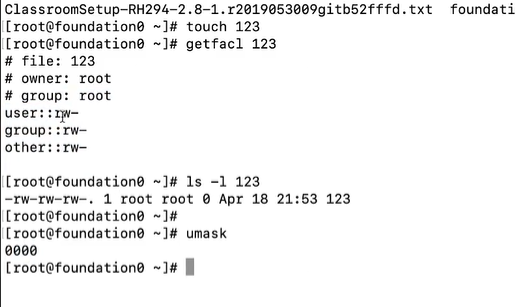 ClassroomSetup-RH294-2.8-1.r2019053009gitb52fffd.txt  foundati
[root@foundation0 ~]# touch 123
[root@foundation0 ~]# getfacl 123
# file: 123
# owner: root
# group: root
user::rw-
group::rw-
other::rw-
[root@foundation0 ~]# ls -l 123
-rw-rw-rw-. 1 root root 0 Apr 18 21:53 123
[root@foundation0 ~]#
[root@foundation0 ~]# umask
0000
[root@foundation0 ~]#